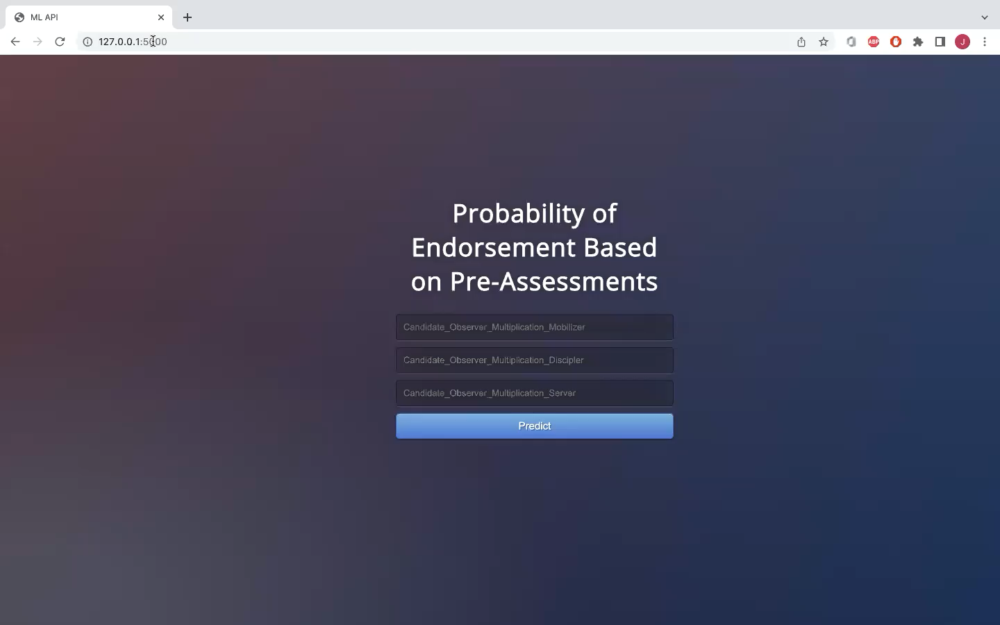 ML API
127.0.0.1:5000
ABP
J
Probability of
Endorsement Based
on Pre-Assessments
Candidate_Observer_Multiplication_Mobilizer
Candidate_Observer_Multiplication_Discipler
Candidate_Observer_Multiplication_Server
Predict